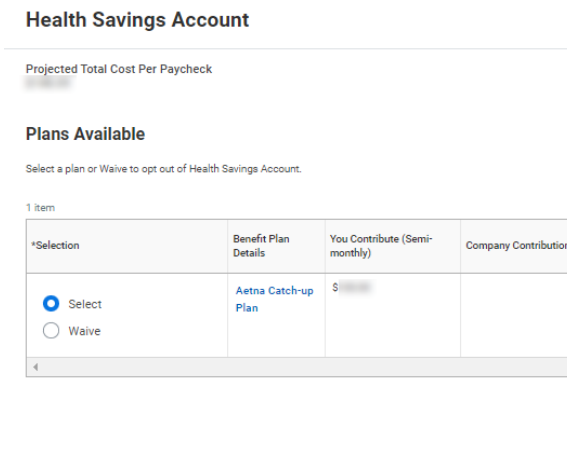 Health Savings Account
Projected Total Cost Per Paycheck
Plans Available
Select a plan or Waive to opt out of Health Savings Account.
1 item
*Selection
Benefit Plan
Details
You Contribute (Semi-
monthly)
Company Contribution
Select
Waive
Aetna Catch-up
Plan
$